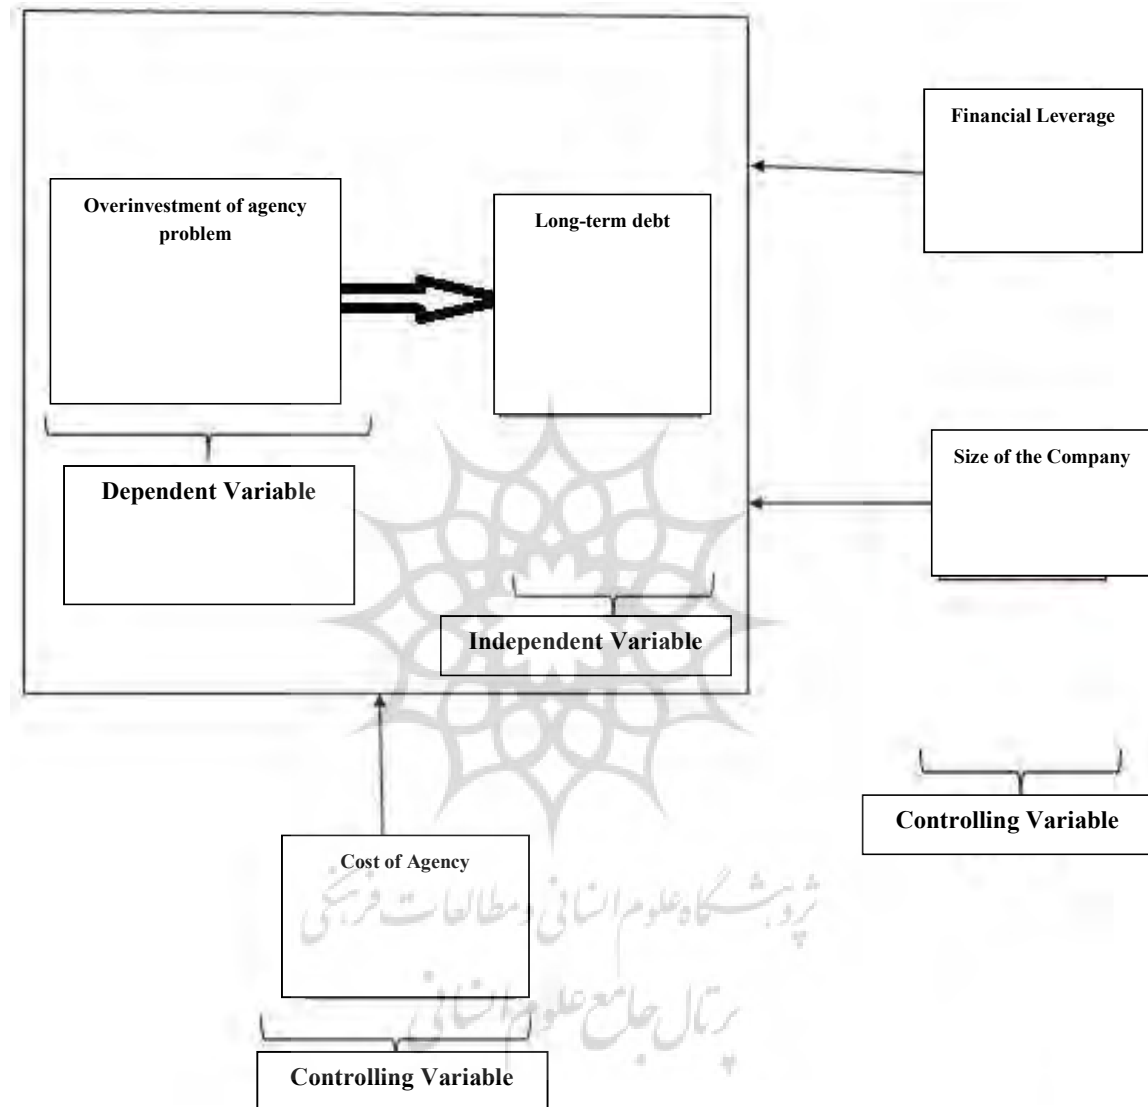 Financial Leverage
Overinvestment of agency
problem
Long-term debt
Size of the Company
Dependent Variable
Independent Variable
Controlling Variable
Cost of Agency
پژوهشگاه علوم انسانی و مطالعات فرهنگی
پرتال جامع علوم انسانی
Controlling Variable